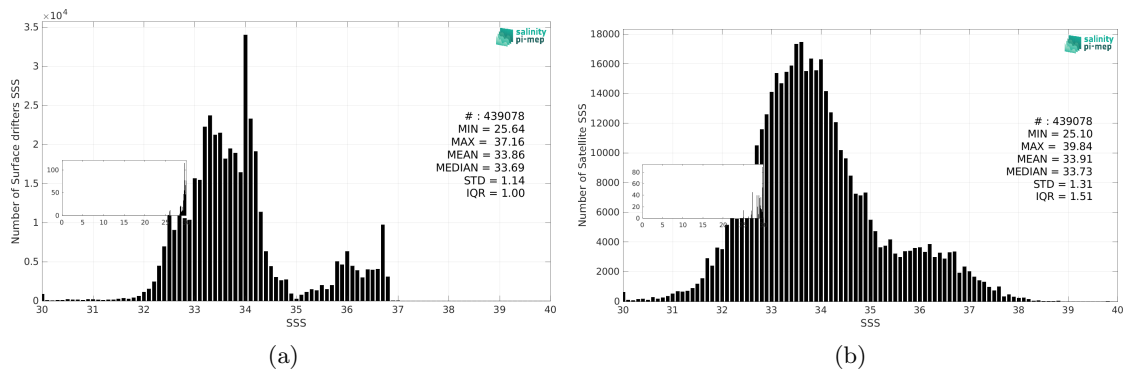 ×10⁴
3.5
3
2.5
2
1.5
1
0.5
0
Number of Surface drifters SSS
salinity
pi-mep
# : 439078
MIN = 25.64
MAX = 37.16
MEAN = 33.86
MEDIAN = 33.69
STD = 1.14
IQR = 1.00
100
50
0
0 5 10 15 20 25
30 31 32 33 34 35 36 37 38 39 40
SSS
(a)
18000
16000
14000
12000
10000
8000
6000
4000
2000
0
Number of Satellite SSS
salinity
pi-mep
# : 439078
MIN = 25.10
MAX = 39.84
MEAN = 33.91
MEDIAN = 33.73
STD = 1.31
IQR = 1.51
80
60
40
20
0
0 5 10 15 20 25
30 31 32 33 34 35 36 37 38 39 40
SSS
(b)